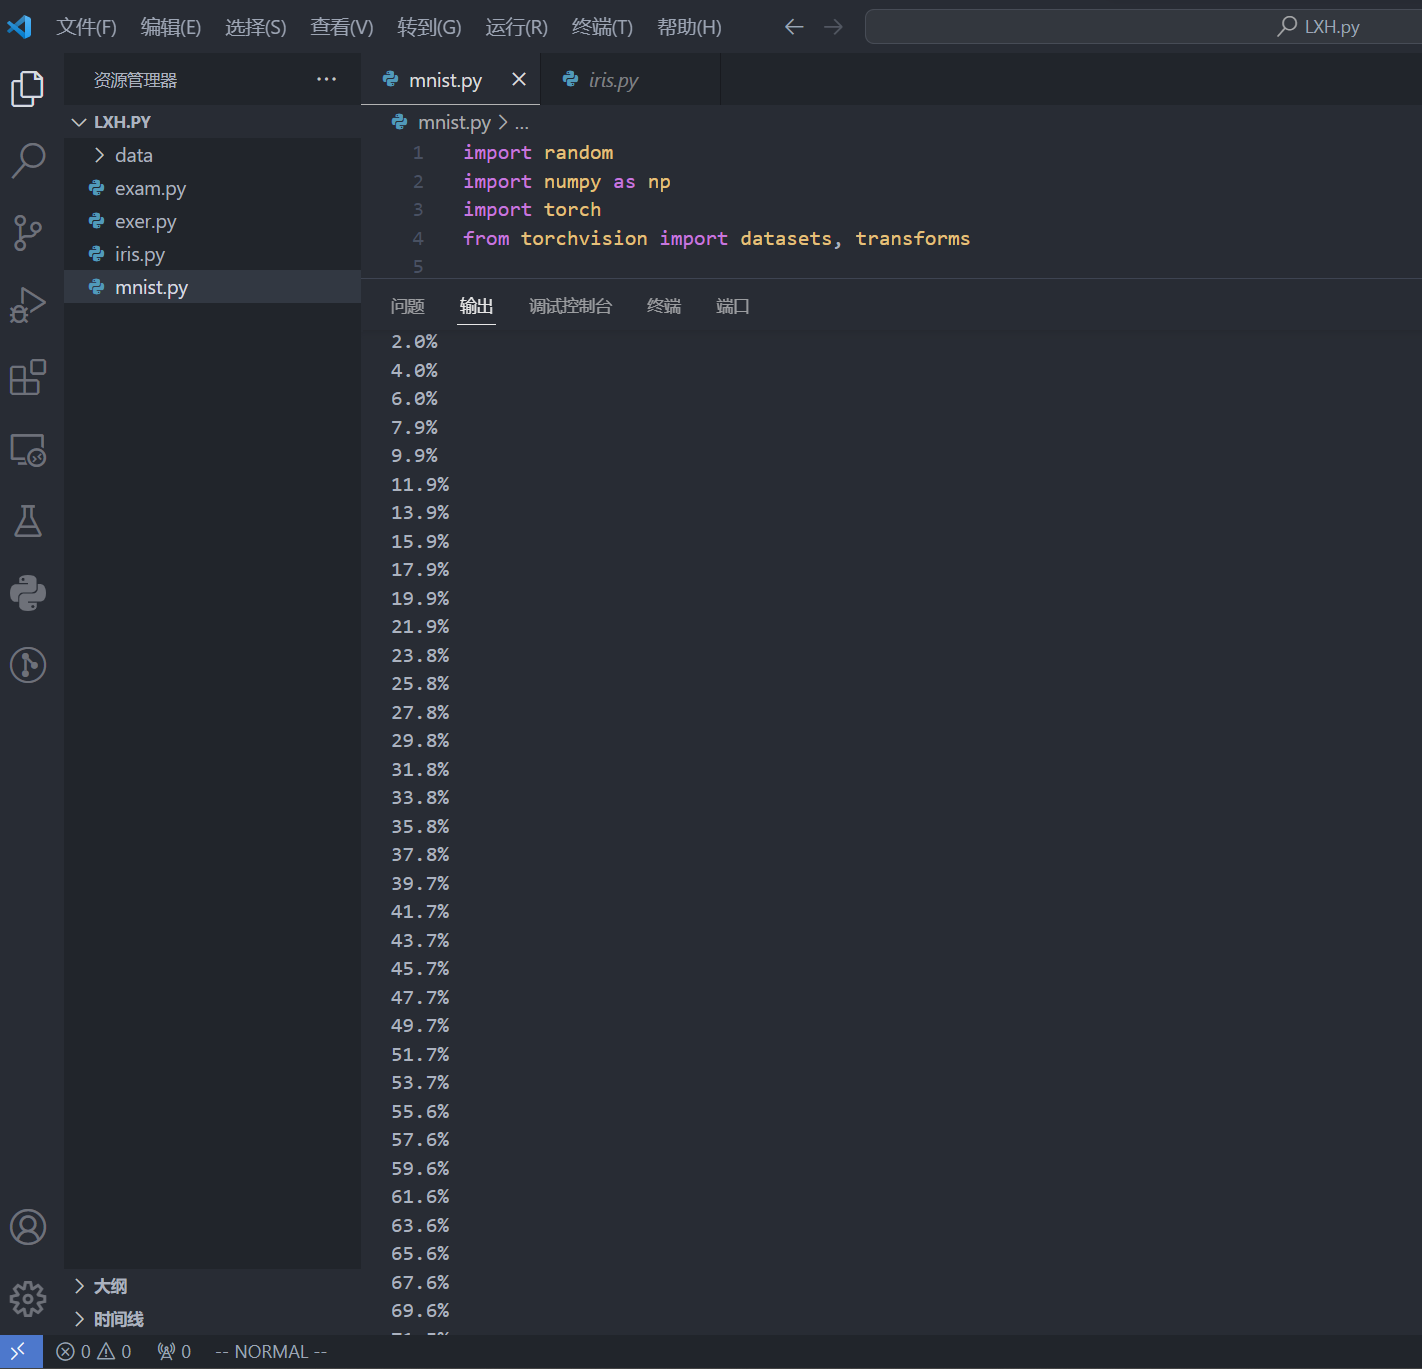 文件(F) 编辑(E) 选择(S) 查看(V) 转到(G) 运行(R) 终端(T) 帮助(H) LXH.py
资源管理器
LXH.PY
data
exam.py
exer.py
iris.py
mnist.py
大纲
时间线
mnist.py iris.py
mnist.py > ...
1 import random
2 import numpy as np
3 import torch
4 from torchvision import datasets, transforms
5
问题 输出 调试控制台 终端 端口
2.0%
4.0%
6.0%
7.9%
9.9%
11.9%
13.9%
15.9%
17.9%
19.9%
21.9%
23.8%
25.8%
27.8%
29.8%
31.8%
33.8%
35.8%
37.8%
39.7%
41.7%
43.7%
45.7%
47.7%
49.7%
51.7%
53.7%
55.6%
57.6%
59.6%
61.6%
63.6%
65.6%
67.6%
69.6%
0 0 0 -- NORMAL --